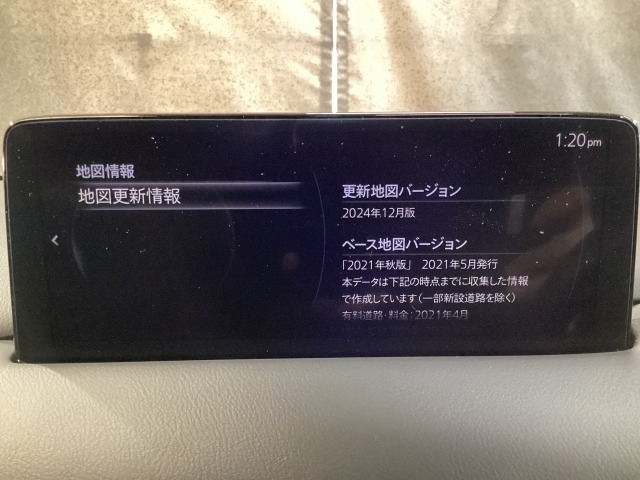 1:20pm
地図情報
地図更新情報
更新地図バージョン
2024年12月版
ベース地図バージョン
「2021年秋版」 2021年5月発行
本データは下記の時点までに収集した情報
で作成しています(一部新設道路を除く)
有料道路・料金：2021年4月